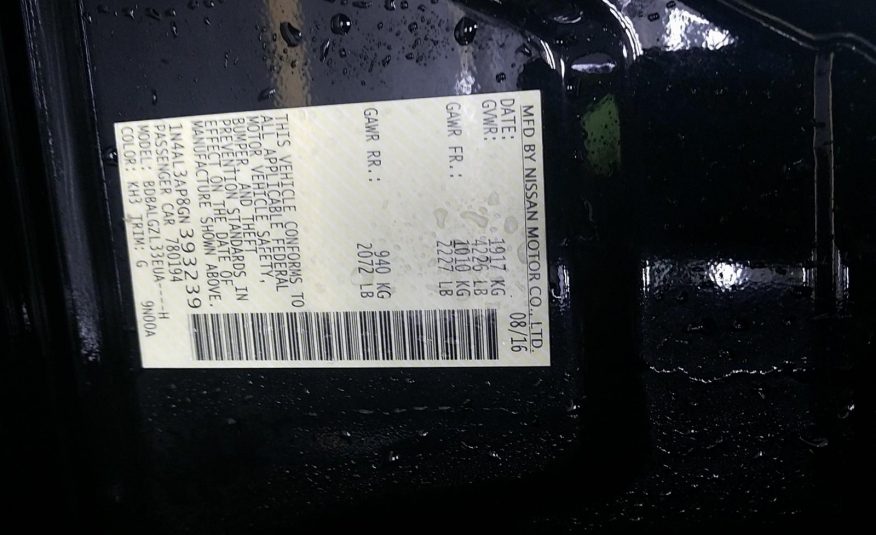 MFD BY NISSAN MOTOR CO., LTD.
DATE: 08/16
GVWR: 1917 KG
4226 LB
GAWR FR.: 1010 KG
2227 LB
GAWR RR.: 940 KG
2072 LB
THIS VEHICLE CONFORMS TO
ALL APPLICABLE FEDERAL
MOTOR VEHICLE SAFETY,
BUMPER, AND THEFT
PREVENTION STANDARDS IN
EFFECT ON THE DATE OF
MANUFACTURE SHOWN ABOVE.
1N4AL3AP8GN393239
PASSENGER CAR 780194
MODEL: BDBALGZL33EUA----H
COLOR: KH3 TRIM: G 9N00A